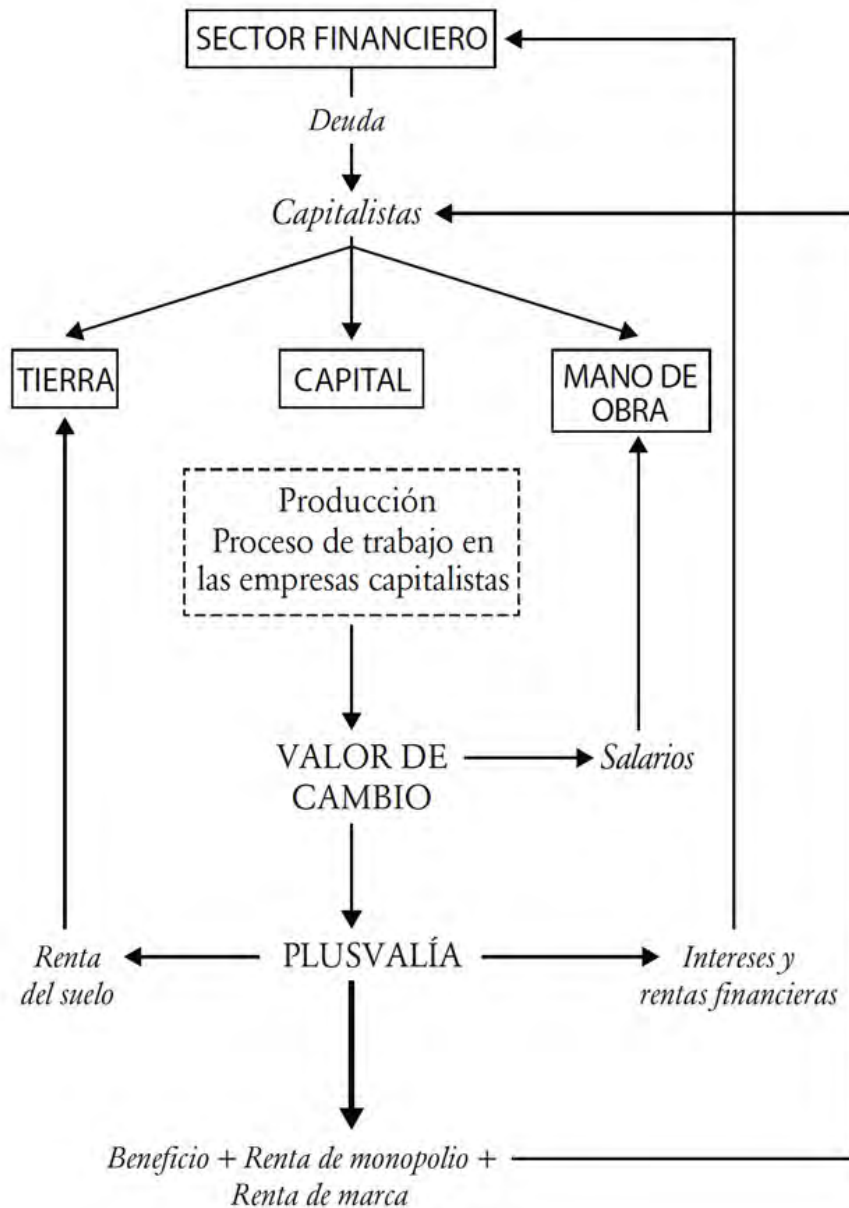 SECTOR FINANCIERO
Deuda
Capitalistas
TIERRA
CAPITAL
MANO DE
OBRA
Producción
Proceso de trabajo en
las empresas capitalistas
VALOR DE
CAMBIO
Salarios
Renta
del suelo
PLUSVALÍA
Intereses y
rentas financieras
Beneficio + Renta de monopolio +
Renta de marca